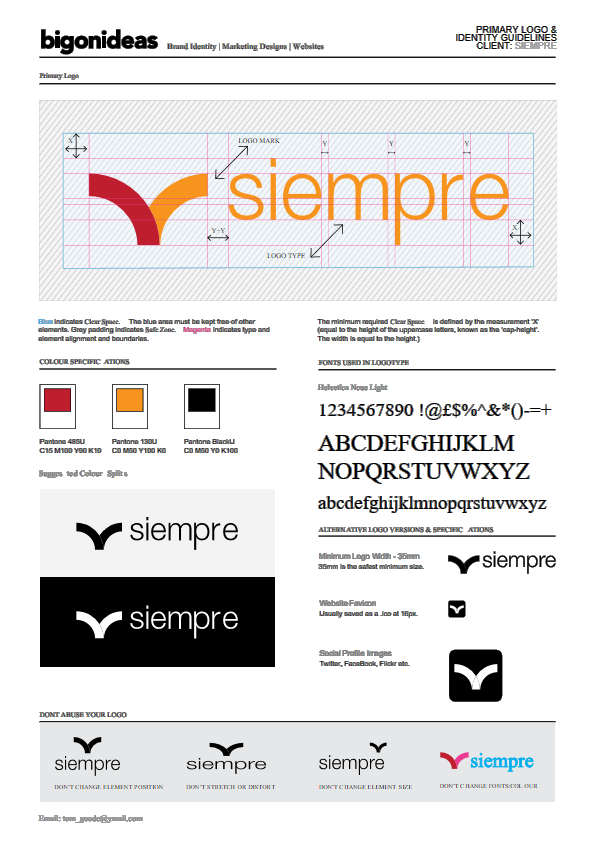 bigonideas Brand Identity | Marketing Designs | Websites
PRIMARY LOGO &
IDENTITY GUIDELINES
CLIENT: SIEMPRE
Primary Logo
X
LOGO MARK
Y
Y
Y
siempre
Y+Y
X
LOGO TYPE
Blue indicates Clear Space. The blue area must be kept free of other
elements. Grey padding indicates Safe Zone. Magenta indicates type and
element alignment and boundaries.
The minimum required Clear Space is defined by the measurement 'X'
(equal to the height of the uppercase letters, known as the 'cap-height'.
The width is equal to the height.)
COLOUR SPECIFIC ATIONS
Pantone 485U
C15 M100 Y90 K10
Pantone 130U
C0 M50 Y100 K0
Pantone BlackU
C0 M50 Y0 K100
Sugges ted Colour Splits
siempre
siempre
FONTS USED IN LOGOTYPE
Helvetica Neue Light
1234567890 !@£$%^&*()-=+
ABCDEFGHIJKLM
NOPQRSTUVWXYZ
abcdefghijklmnopqrstuvwxyz
ALTERNATIVE LOGO VERSIONS & SPECIFIC ATIONS
Minimum Logo Width - 35mm
35mm is the safest minimum size.
siempre
Website Favicon
Usually saved as a .ico at 16px.
Social Profile Images
Twitter, FaceBook, Flickr etc.
DONT ABUSE YOUR LOGO
siempre
siempre
siempre
siempre
DON'T CHANGE ELEMENT POSITION
DON'T STRETCH OR DISTORT
DON'T CHANGE ELEMENT SIZE
DON'T CHANGE FONTS/COL OUR